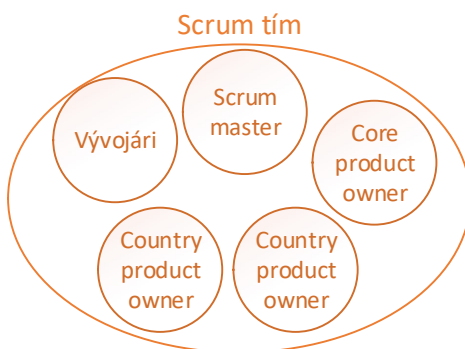 Scrum tím
Vývojári
Scrum
master
Core
product
owner
Country
product
owner
Country
product
owner